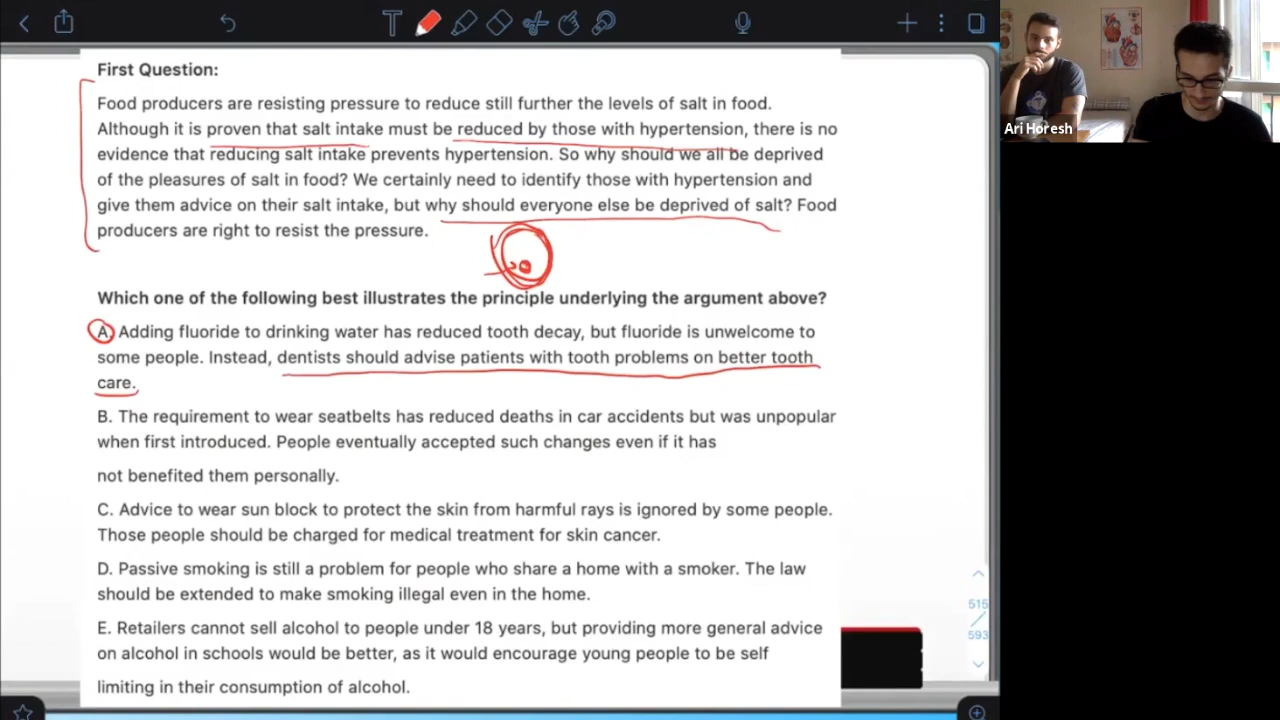 First Question:
Food producers are resisting pressure to reduce still further the levels of salt in food.
Although it is proven that salt intake must be reduced by those with hypertension, there is no
evidence that reducing salt intake prevents hypertension. So why should we all be deprived
of the pleasures of salt in food? We certainly need to identify those with hypertension and
give them advice on their salt intake, but why should everyone else be deprived of salt? Food
producers are right to resist the pressure.
Which one of the following best illustrates the principle underlying the argument above?
A. Adding fluoride to drinking water has reduced tooth decay, but fluoride is unwelcome to
some people. Instead, dentists should advise patients with tooth problems on better tooth
care.
B. The requirement to wear seatbelts has reduced deaths in car accidents but was unpopular
when first introduced. People eventually accepted such changes even if it has
not benefited them personally.
C. Advice to wear sun block to protect the skin from harmful rays is ignored by some people.
Those people should be charged for medical treatment for skin cancer.
D. Passive smoking is still a problem for people who share a home with a smoker. The law
should be extended to make smoking illegal even in the home.
E. Retailers cannot sell alcohol to people under 18 years, but providing more general advice
on alcohol in schools would be better, as it would encourage young people to be self
limiting in their consumption of alcohol.
515
593
Ari Horesh